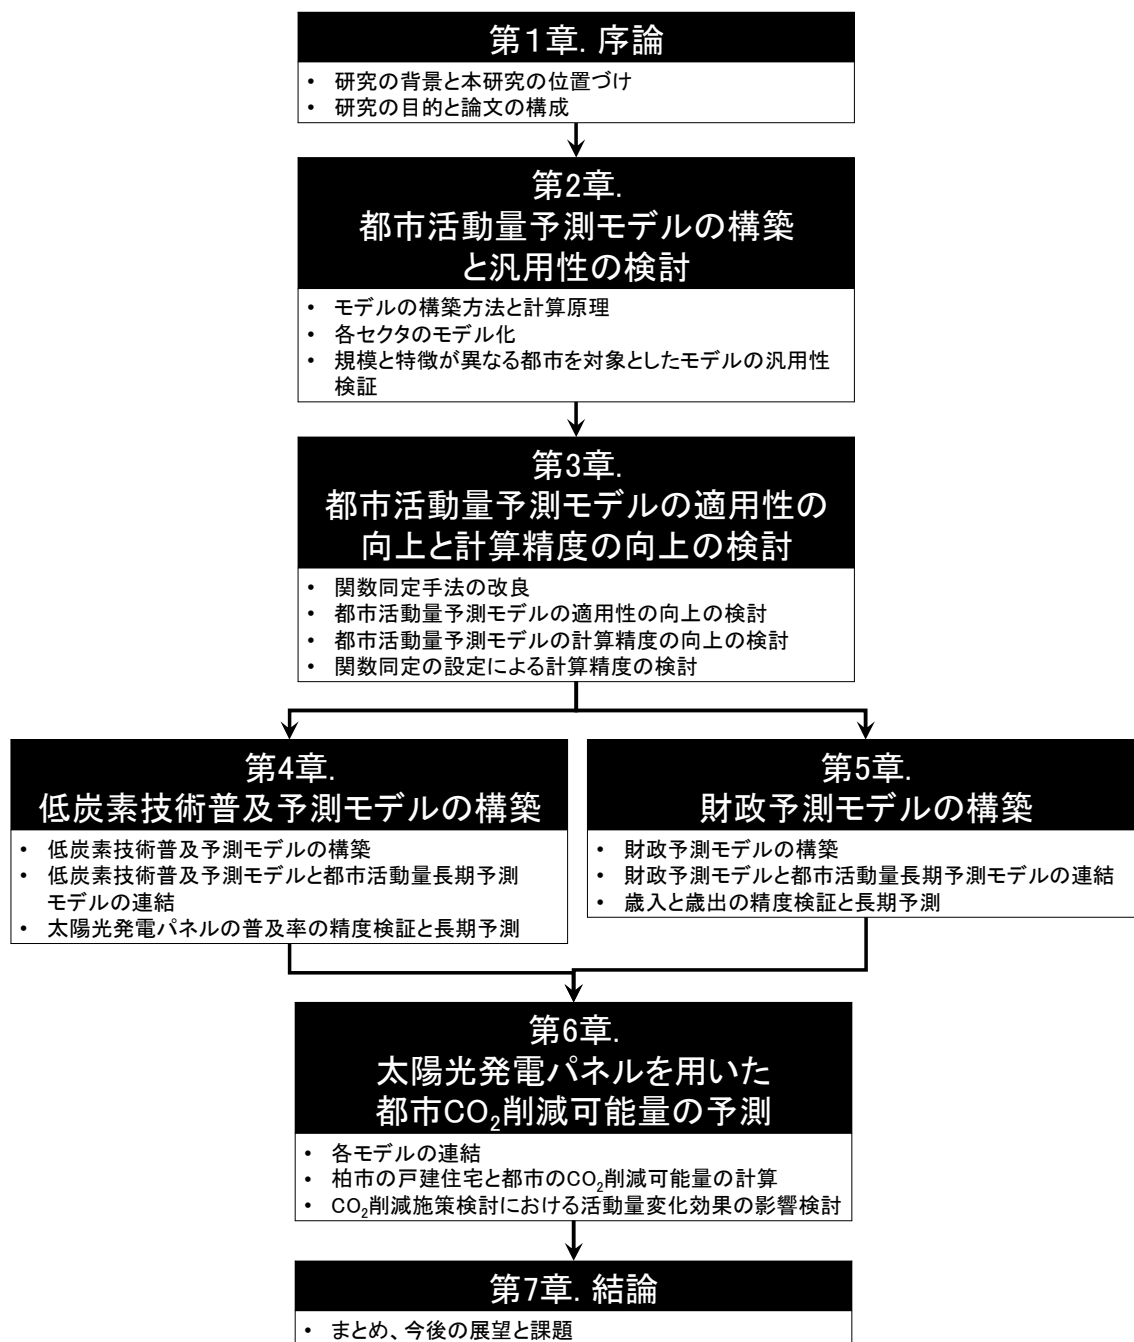 第1章. 序論
• 研究の背景と本研究の位置づけ
• 研究の目的と論文の構成
第2章.
都市活動量予測モデルの構築
と汎用性の検討
• モデルの構築方法と計算原理
• 各セクタのモデル化
• 規模と特徴が異なる都市を対象としたモデルの汎用性
検証
第3章.
都市活動量予測モデルの適用性の
向上と計算精度の向上の検討
• 関数同定手法の改良
• 都市活動量予測モデルの適用性の向上の検討
• 都市活動量予測モデルの計算精度の向上の検討
• 関数同定の設定による計算精度の検討
第4章.
低炭素技術普及予測モデルの構築
• 低炭素技術普及予測モデルの構築
• 低炭素技術普及予測モデルと都市活動量長期予測
モデルの連結
• 太陽光発電パネルの普及率の精度検証と長期予測
第5章.
財政予測モデルの構築
• 財政予測モデルの構築
• 財政予測モデルと都市活動量長期予測モデルの連結
• 歳入と歳出の精度検証と長期予測
第6章.
太陽光発電パネルを用いた
都市CO₂削減可能量の予測
• 各モデルの連結
• 柏市の戸建住宅と都市のCO₂削減可能量の計算
• CO₂削減施策検討における活動量変化効果の影響検討
第7章. 結論
• まとめ、今後の展望と課題